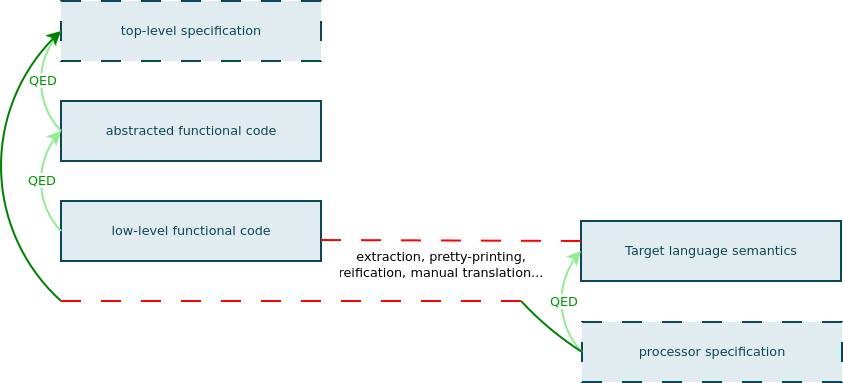 top-level specification
QED
abstracted functional code
QED
low-level functional code
extraction, pretty-printing,
reification, manual translation...
Target language semantics
QED
processor specification